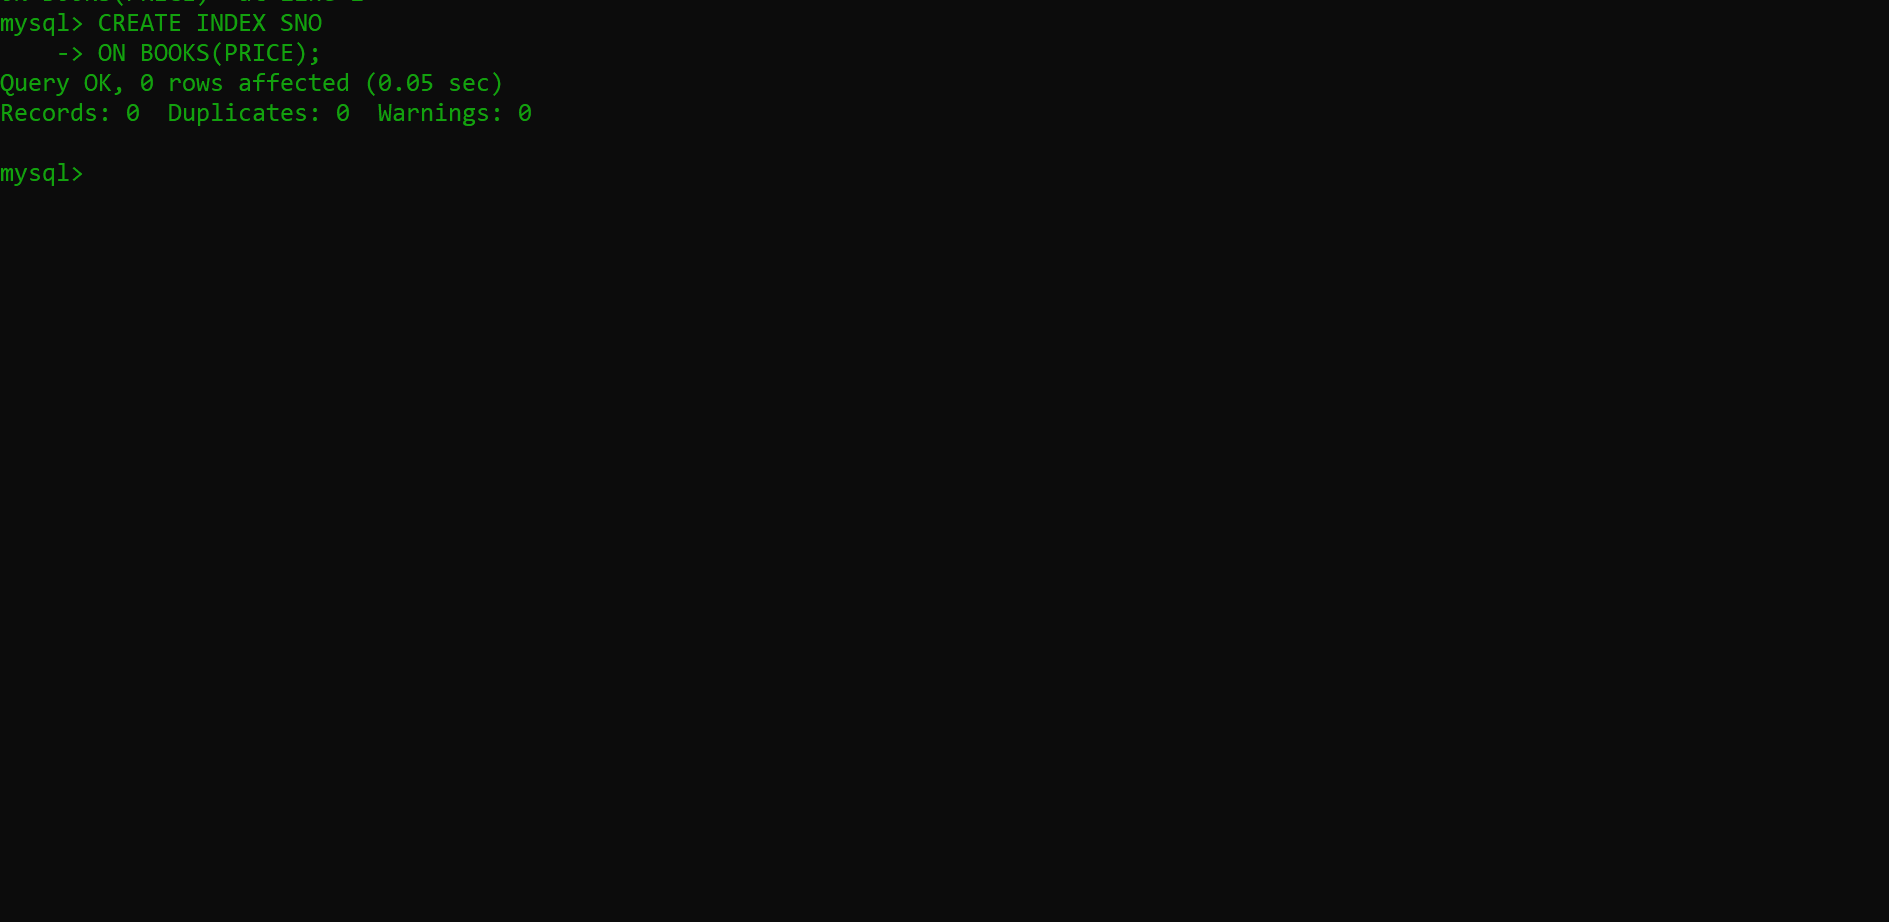 mysql> CREATE INDEX SNO
    -> ON BOOKS(PRICE);
Query OK, 0 rows affected (0.05 sec)
Records: 0  Duplicates: 0  Warnings: 0
mysql>